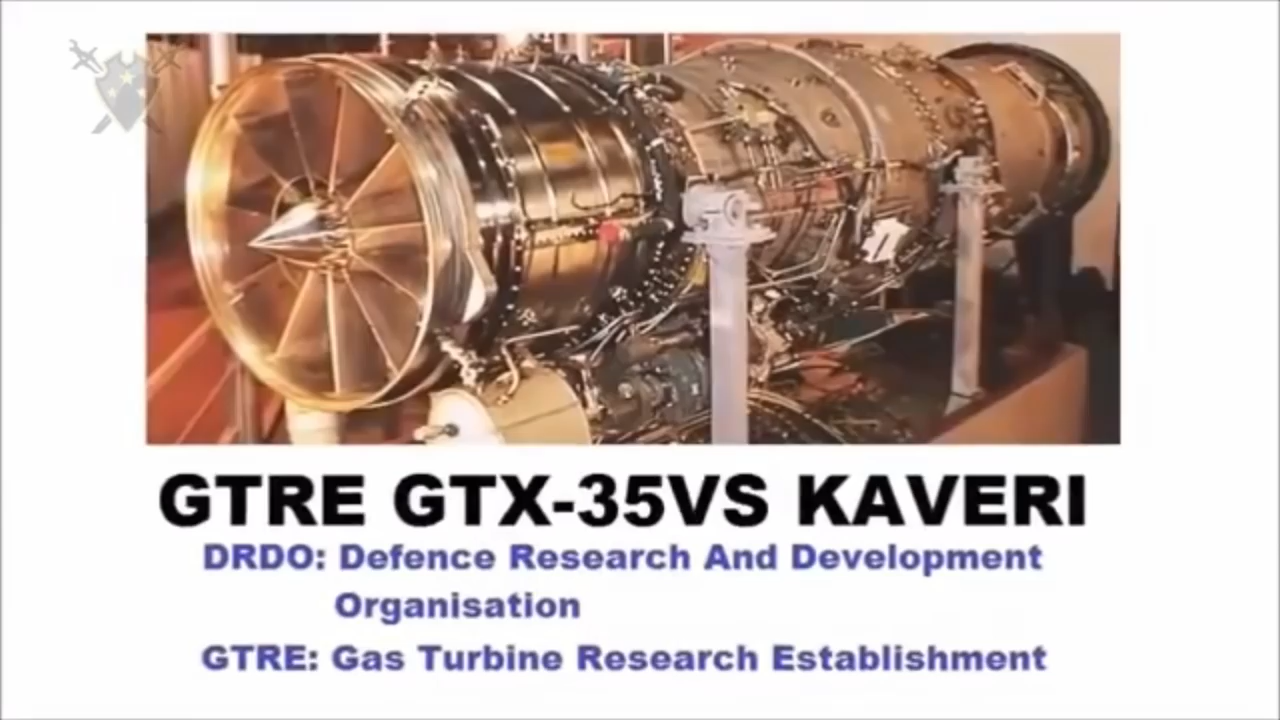 GTRE GTX-35VS KAVERI
DRDO: Defence Research And Development
Organisation
GTRE: Gas Turbine Research Establishment